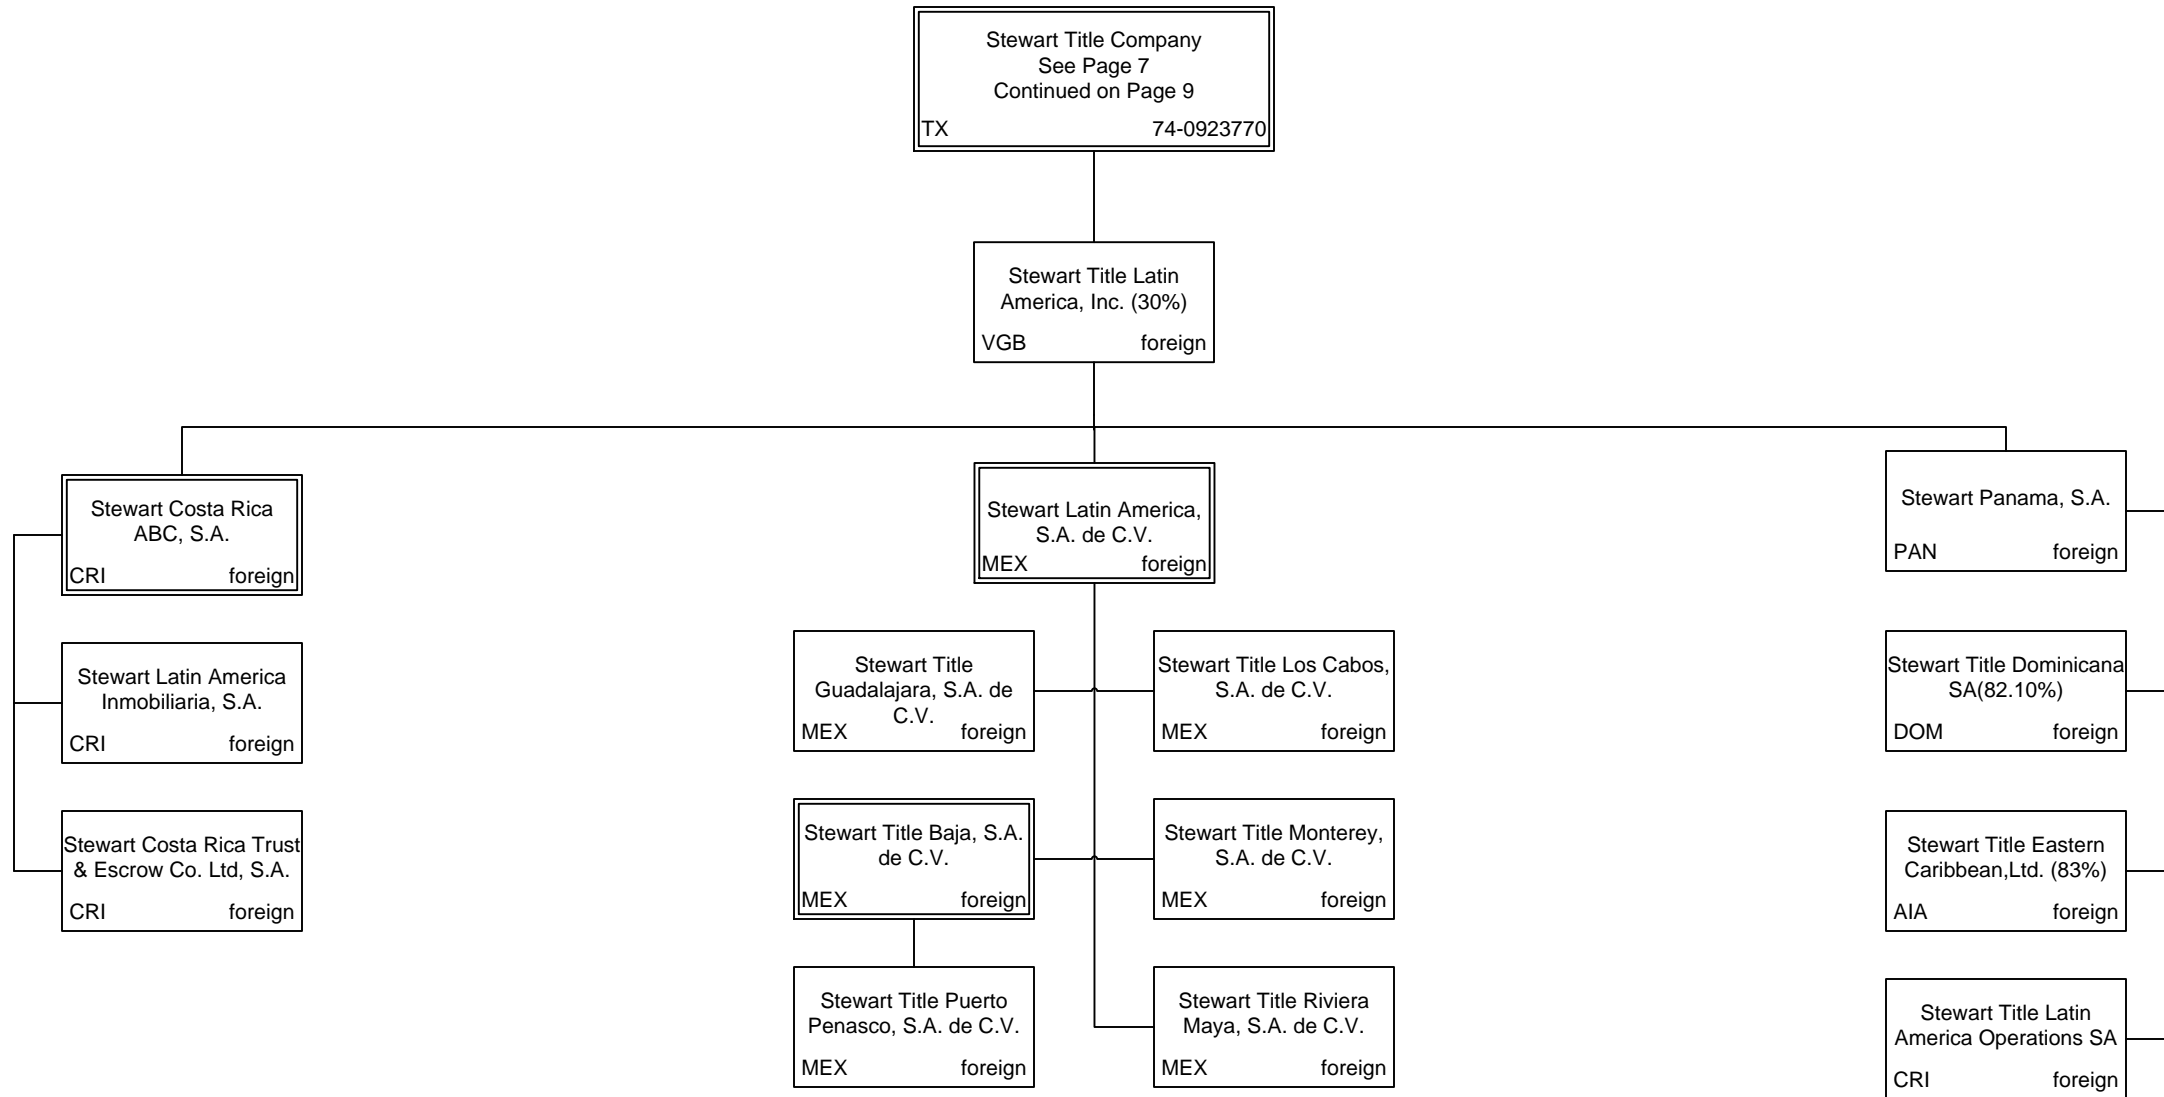 Stewart Title Company
See Page 7
Continued on Page 9
TX 74-0923770
Stewart Title Latin
America, Inc. (30%)
VGB foreign
Stewart Costa Rica
ABC, S.A.
CRI foreign
Stewart Latin America
Inmobiliaria, S.A.
CRI foreign
Stewart Costa Rica Trust
& Escrow Co. Ltd, S.A.
CRI foreign
Stewart Latin America,
S.A. de C.V.
MEX foreign
Stewart Title
Guadalajara, S.A. de
C.V.
MEX foreign
Stewart Title Los Cabos,
S.A. de C.V.
MEX foreign
Stewart Title Baja, S.A.
de C.V.
MEX foreign
Stewart Title Monterey,
S.A. de C.V.
MEX foreign
Stewart Title Puerto
Penasco, S.A. de C.V.
MEX foreign
Stewart Title Riviera
Maya, S.A. de C.V.
MEX foreign
Stewart Panama, S.A.
PAN foreign
Stewart Title Dominicana
SA(82.10%)
DOM foreign
Stewart Title Eastern
Caribbean,Ltd. (83%)
AIA foreign
Stewart Title Latin
America Operations SA
CRI foreign